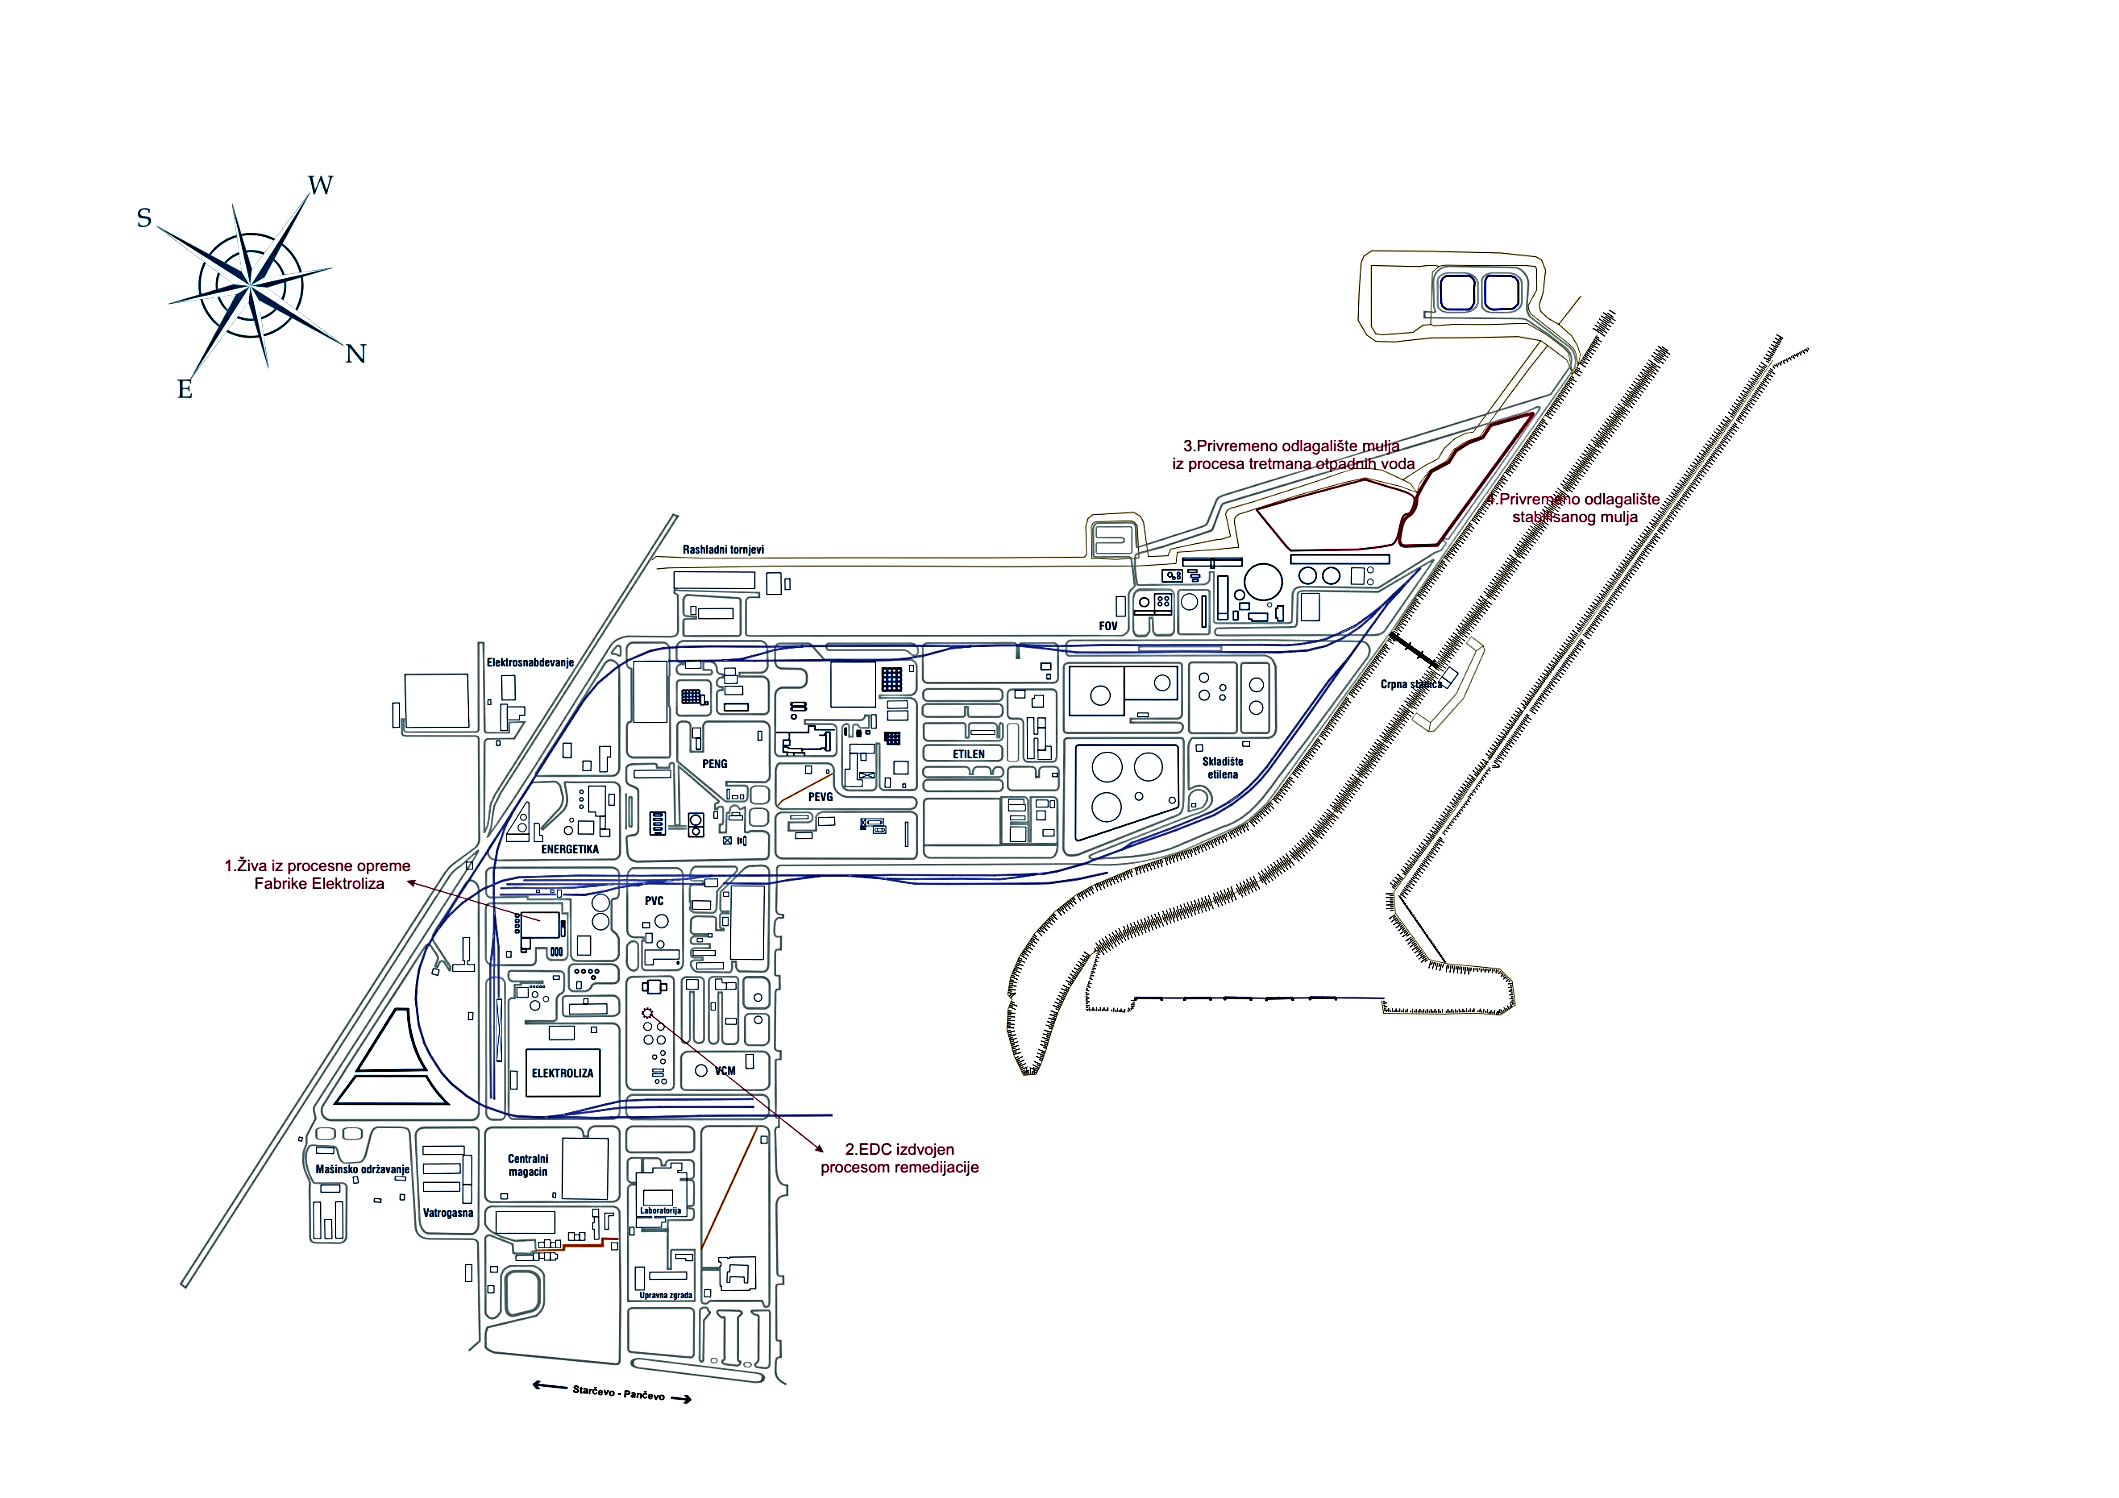 W
S
N
E
3.Privremeno odlagalište mulja
iz procesa tretmana otpadnih voda
4.Privremeno odlagalište
stabilisanog mulja
Rashladni tornjevi
FOV
Elektrosnabdevanje
Crpna stanica
PENG
ETILEN
Skladište
etilena
PEVG
ENERGETIKA
1.Živa iz procesne opreme
Fabrike Elektroliza
PVC
ELEKTROLIZA
VCM
2.EDC izdvojen
procesom remedijacije
Centralni
magacin
Mašinsko održavanje
Vatrogasna
Laboratorija
Upravna zgrada
Starčevo - Pančevo